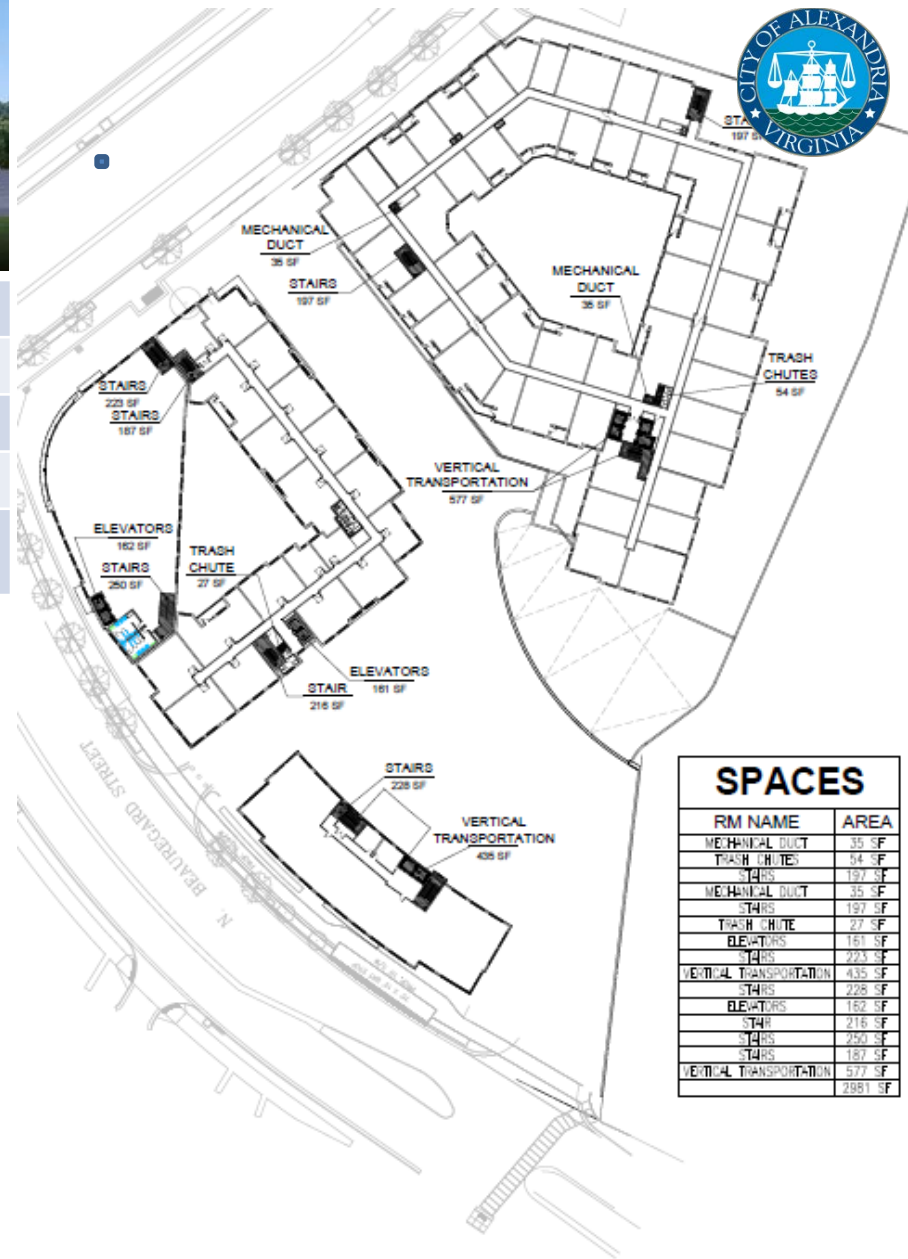 CITY OF ALEXANDRIA
VIRGINIA
STA
197 SF
MECHANICAL
DUCT
35 SF
STAIRS
197 SF
MECHANICAL
DUCT
35 SF
TRASH
CHUTES
54 SF
STAIRS
223 SF
STAIRS
187 SF
VERTICAL
TRANSPORTATION
577 SF
ELEVATORS
162 SF
STAIRS
250 SF
TRASH
CHUTE
27 SF
ELEVATORS
161 SF
STAIR
216 SF
STAIRS
228 SF
VERTICAL
TRANSPORTATION
435 SF
N. BEAUREGARD STREET
SPACES
RM NAME AREA
MECHANICAL DUCT 35 SF
TRASH CHUTES 54 SF
STAIRS 197 SF
MECHANICAL DUCT 35 SF
STAIRS 197 SF
TRASH CHUTE 27 SF
ELEVATORS 161 SF
STAIRS 223 SF
VERTICAL TRANSPORTATION 435 SF
STAIRS 228 SF
ELEVATORS 162 SF
STAIR 216 SF
STAIRS 250 SF
STAIRS 187 SF
VERTICAL TRANSPORTATION 577 SF
2981 SF